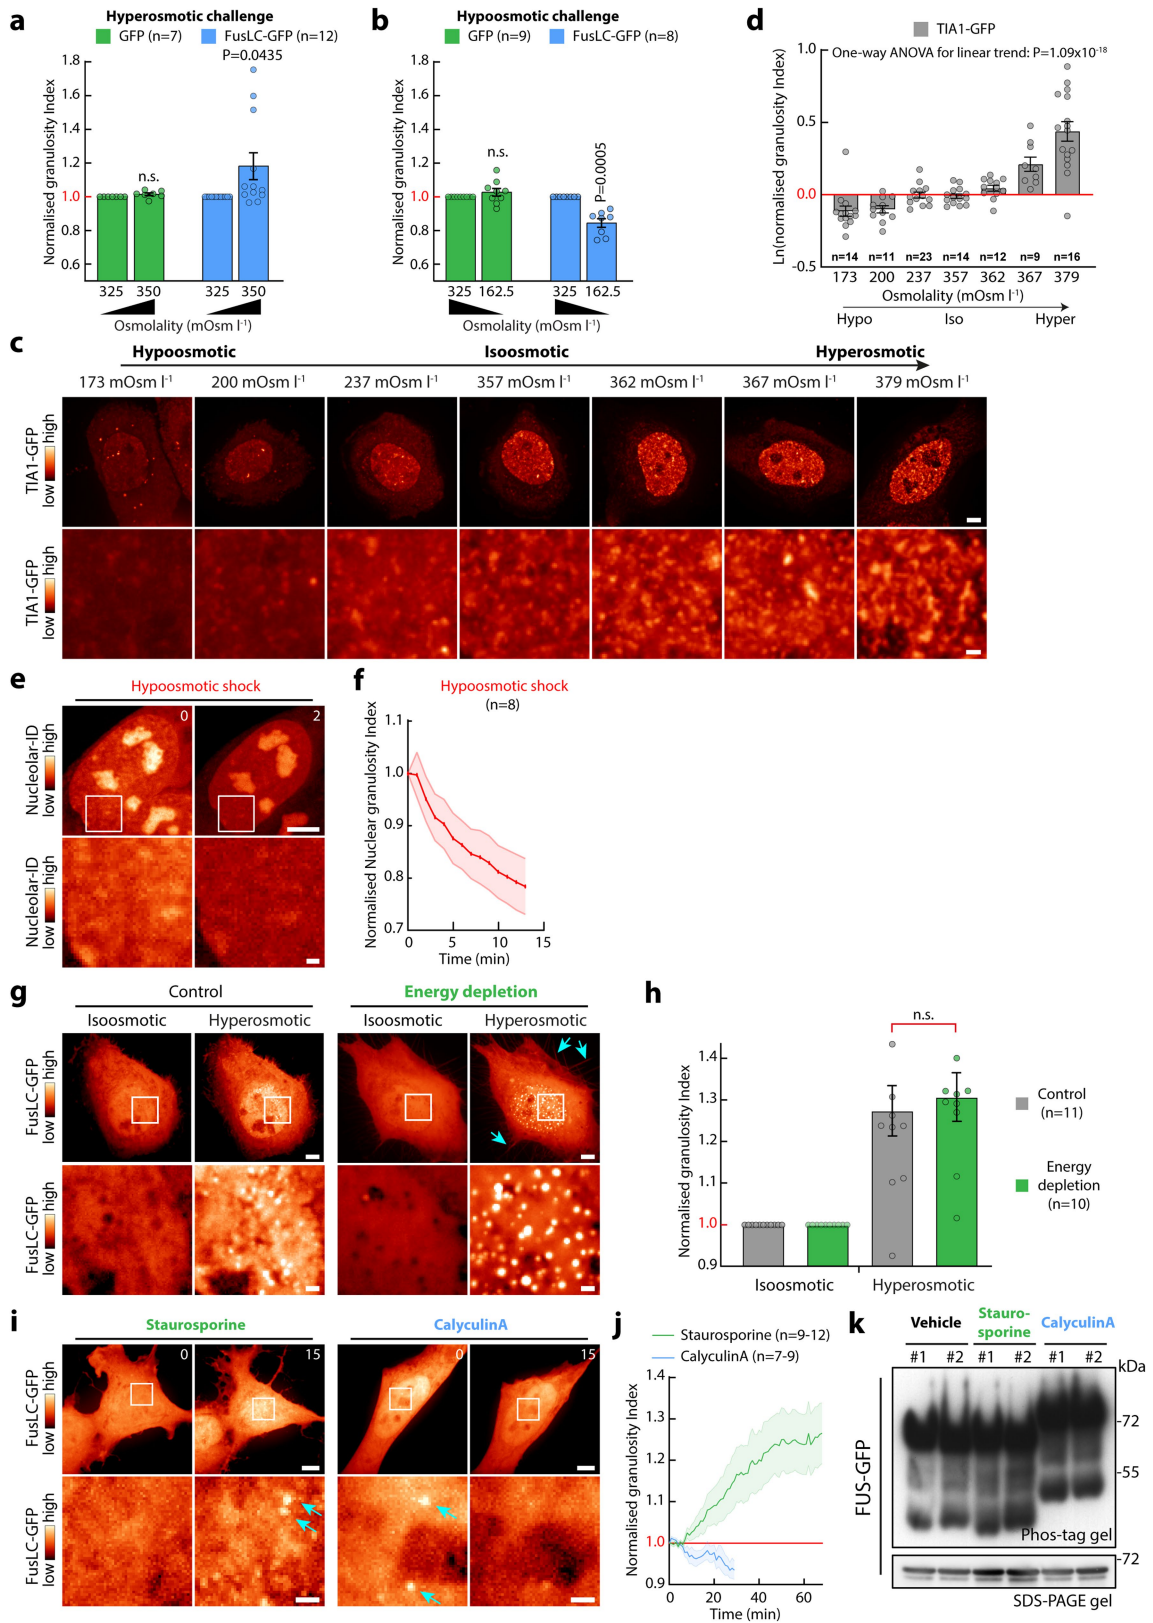 a
Hyperosmotic challenge
GFP (n=7)
FusLC-GFP (n=12)
P=0.0435
Normalised granulosity Index
1.8
1.6
1.4
1.2
1.0
0.8
0.6
n.s.
325
350
325
350
Osmolality (mOsm l⁻¹)
b
Hypoosmotic challenge
GFP (n=9)
FusLC-GFP (n=8)
Normalised granulosity Index
1.8
1.6
1.4
1.2
1.0
0.8
0.6
n.s.
P=0.0005
325
162.5
325
162.5
Osmolality (mOsm l⁻¹)
d
TIA1-GFP
One-way ANOVA for linear trend: P=1.09x10⁻¹⁸
Ln(normalised granulosity Index)
1.0
0.5
0.0
-0.5
n=14 n=11 n=23 n=14 n=12 n=9 n=16
173 200 237 357 362 367 379
Osmolality (mOsm l⁻¹)
Hypo Iso Hyper
c
Hypoosmotic Isoosmotic Hyperosmotic
173 mOsm l⁻¹ 200 mOsm l⁻¹ 237 mOsm l⁻¹ 357 mOsm l⁻¹ 362 mOsm l⁻¹ 367 mOsm l⁻¹ 379 mOsm l⁻¹
TIA1-GFP
low high
TIA1-GFP
low high
e
Hypoosmotic shock
0
2
Nucleolar-ID
low high
Nucleolar-ID
low high
f
Hypoosmotic shock
(n=8)
Normalised Nuclear granulosity Index
1.1
1.0
0.9
0.8
0.7
0 5 10 15
Time (min)
g
Control
Energy depletion
Isoosmotic Hyperosmotic Isoosmotic Hyperosmotic
FusLC-GFP
low high
FusLC-GFP
low high
h
n.s.
Normalised granulosity Index
1.4
1.3
1.2
1.1
1.0
0.9
Isoosmotic Hyperosmotic
Control
(n=11)
Energy
depletion
(n=10)
i
Staurosporine
CalyculinA
0
15
0
15
FusLC-GFP
low high
FusLC-GFP
low high
j
Staurosporine (n=9-12)
CalyculinA (n=7-9)
Normalised granulosity Index
1.4
1.3
1.2
1.1
1.0
0.9
0 20 40 60
Time (min)
k
Vehicle
Stauro-
sporine
CalyculinA
#1 #2 #1 #2 #1 #2
kDa
-72
-55
FUS-GFP
Phos-tag gel
-72
SDS-PAGE gel